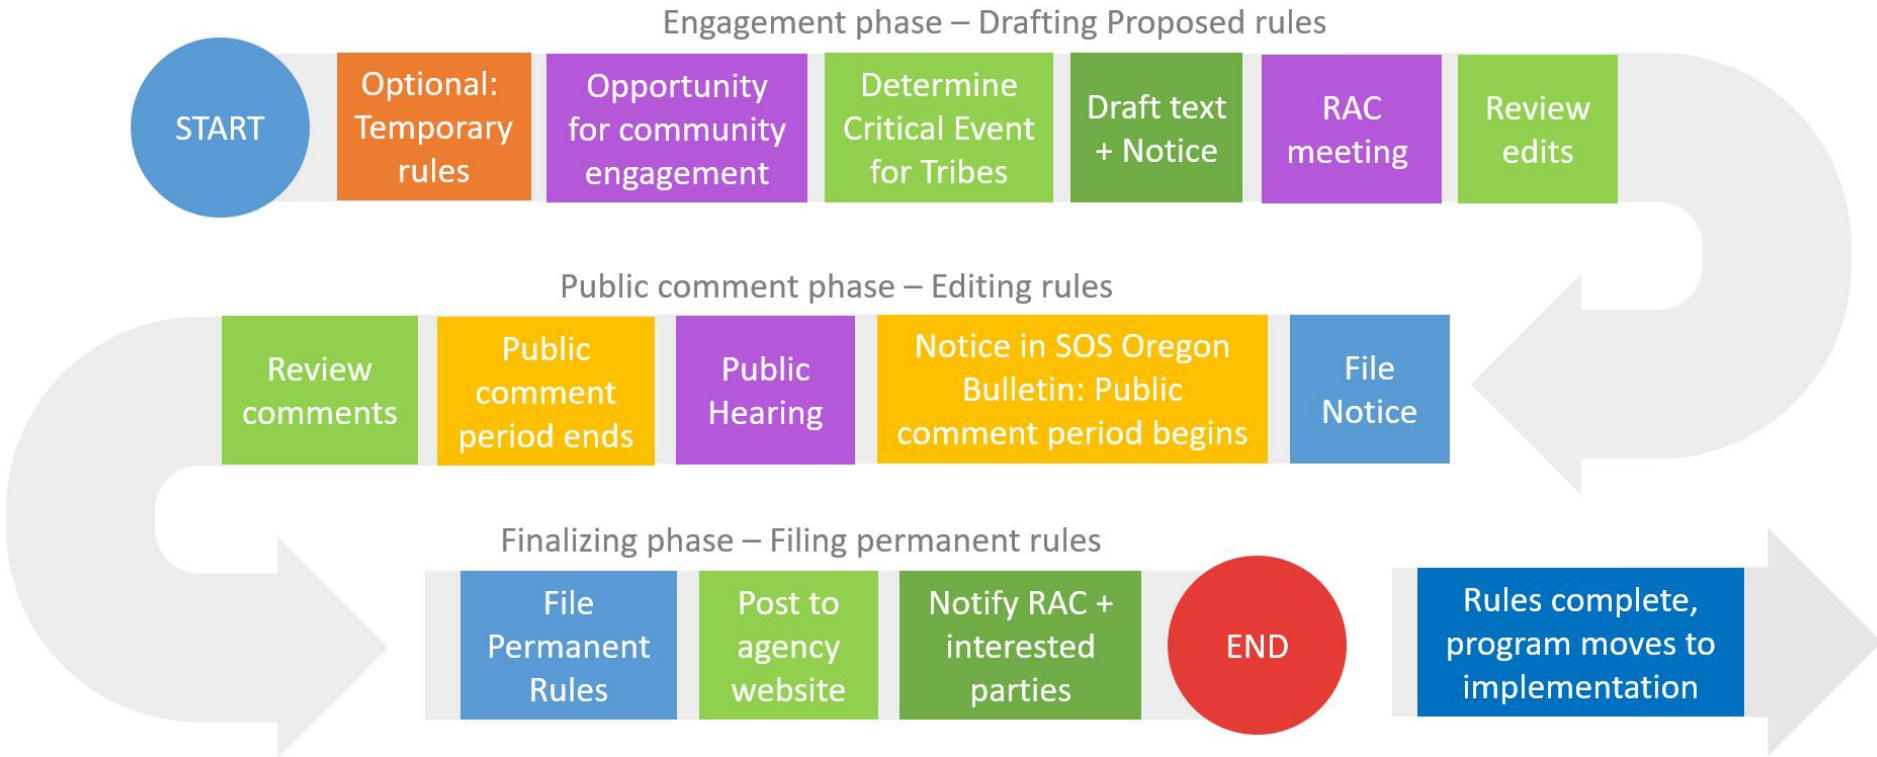 Engagement phase – Drafting Proposed rules
START
Optional:
Temporary
rules
Opportunity
for community
engagement
Determine
Critical Event
for Tribes
Draft text
+ Notice
RAC
meeting
Review
edits
Public comment phase – Editing rules
File
Notice
Notice in SOS Oregon
Bulletin: Public
comment period begins
Public
Hearing
Public
comment
period ends
Review
comments
Finalizing phase – Filing permanent rules
File
Permanent
Rules
Post to
agency
website
Notify RAC +
interested
parties
END
Rules complete,
program moves to
implementation